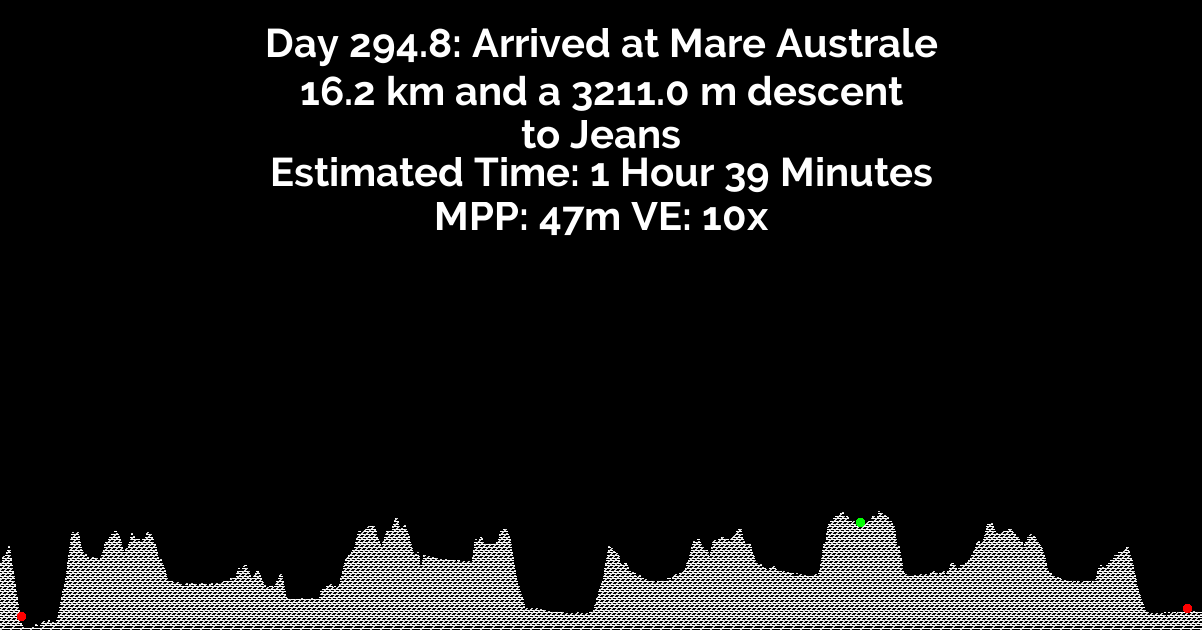 Day 294.8: Arrived at Mare Australe
16.2 km and a 3211.0 m descent
to Jeans
Estimated Time: 1 Hour 39 Minutes
MPP: 47m VE: 10x